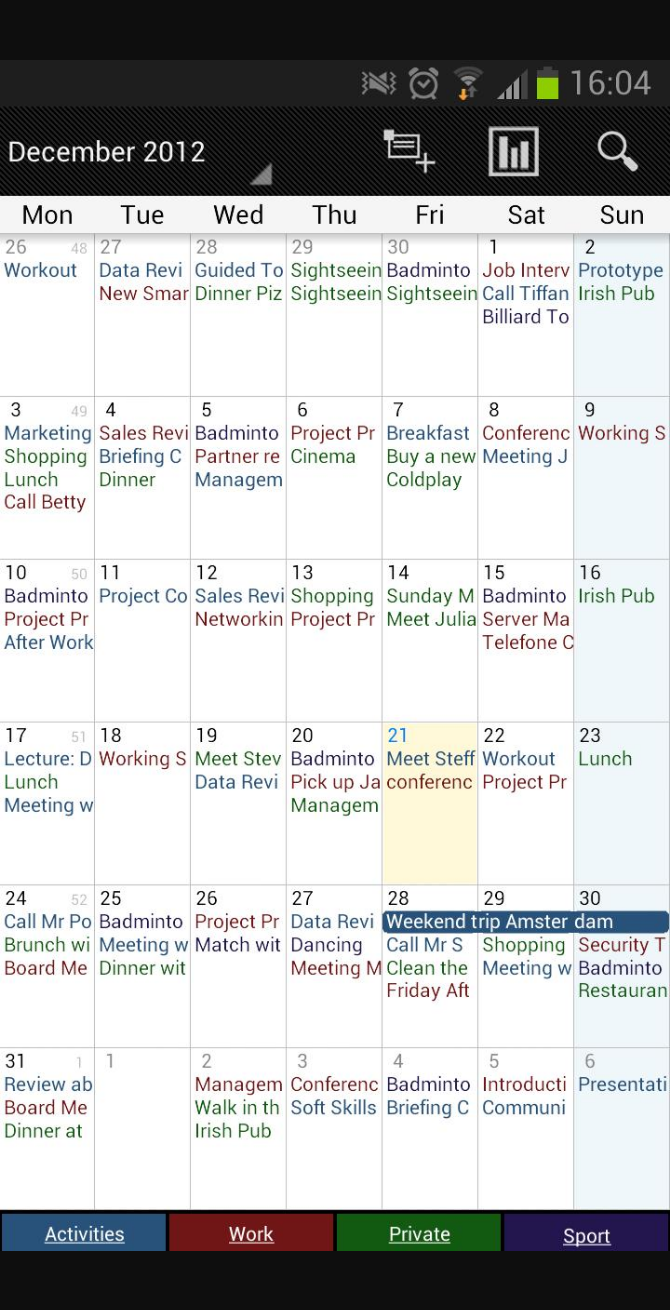 16:04
December 2012
Mon Tue Wed Thu Fri Sat Sun
26 48 27 28 29 30 1 2
Workout Data Revi Guided To Sightseein Badminto Job Interv Prototype
New Smar Dinner Piz Sightseein Sightseein Call Tiffan Irish Pub
Billiard To
3 49 4 5 6 7 8 9
Marketing Sales Revi Badminto Project Pr Breakfast Conferenc Working S
Shopping Briefing C Partner re Cinema Buy a new Meeting J
Lunch Dinner Managem Coldplay
Call Betty
10 50 11 12 13 14 15 16
Badminto Project Co Sales Revi Shopping Sunday M Badminto Irish Pub
Project Pr Networkin Project Pr Meet Julia Server Ma
After Work Telefone C
17 51 18 19 20 21 22 23
Lecture: D Working S Meet Stev Badminto Meet Steff Workout Lunch
Lunch Data Revi Pick up Ja conferenc Project Pr
Meeting w Managem
24 52 25 26 27 28 29 30
Call Mr Po Badminto Project Pr Data Revi Weekend trip Amster dam
Brunch wi Meeting w Match wit Dancing Call Mr S Shopping Security T
Board Me Dinner wit Meeting M Clean the Meeting w Badminto
Friday Aft Restauran
31 1 1 2 3 4 5 6
Review ab Managem Conferenc Badminto Introducti Presentati
Board Me Walk in th Soft Skills Briefing C Communi
Dinner at Irish Pub
Activities Work Private Sport